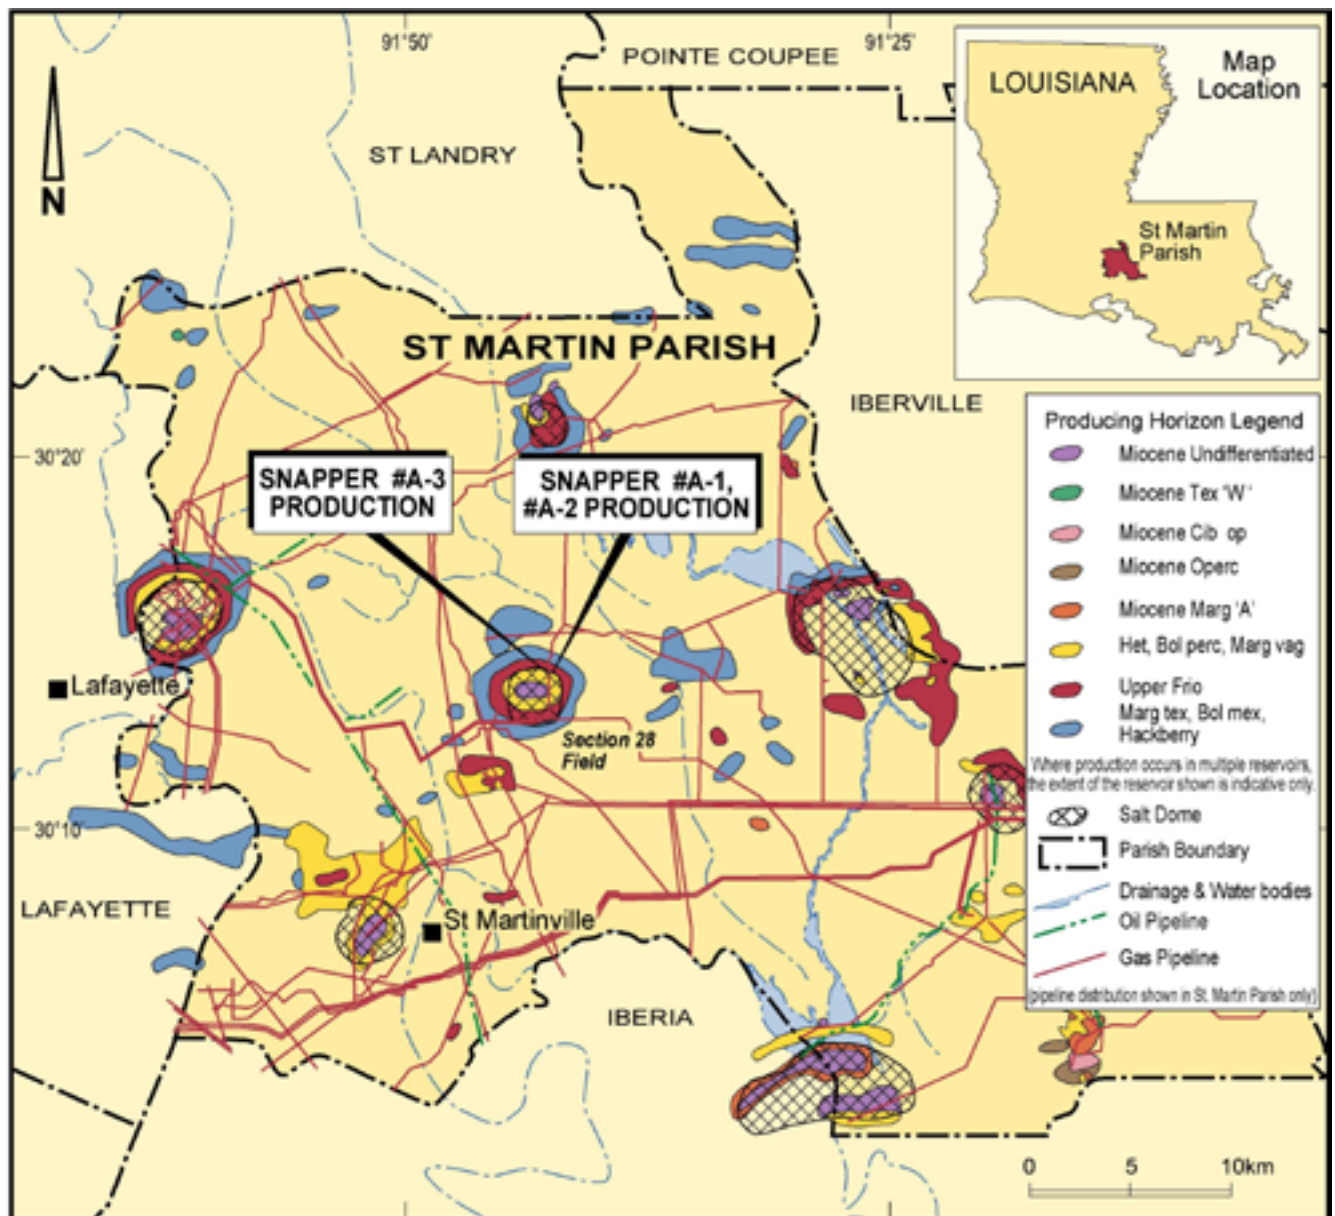 91°50'
91°25'
POINTE COUPEE
ST LANDRY
N
LOUISIANA
Map
Location
St Martin
Parish
ST MARTIN PARISH
IBERVILLE
30°20'
SNAPPER #A-3
PRODUCTION
SNAPPER #A-1,
#A-2 PRODUCTION
Lafayette
Section 28
Field
30°10'
LAFAYETTE
St Martinville
IBERIA
Producing Horizon Legend
Miocene Undifferentiated
Miocene Tex 'W'
Miocene Cib op
Miocene Operc
Miocene Marg 'A'
Het, Bol perc, Marg vag
Upper Frio
Marg tex, Bol mex,
Hackberry
Where production occurs in multiple reservoirs,
the extent of the reservoir shown is indicative only.
Salt Dome
Parish Boundary
Drainage & Water bodies
Oil Pipeline
Gas Pipeline
(pipeline distribution shown in St. Martin Parish only)
0 5 10km